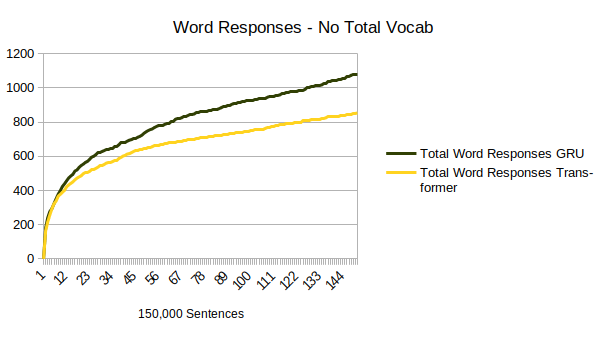 Word Responses - No Total Vocab
1200
1000
800
600
400
200
0
1 12 23 34 45 56 67 78 89 100 111 122 133 144
150,000 Sentences
Total Word Responses GRU
Total Word Responses Trans-
former